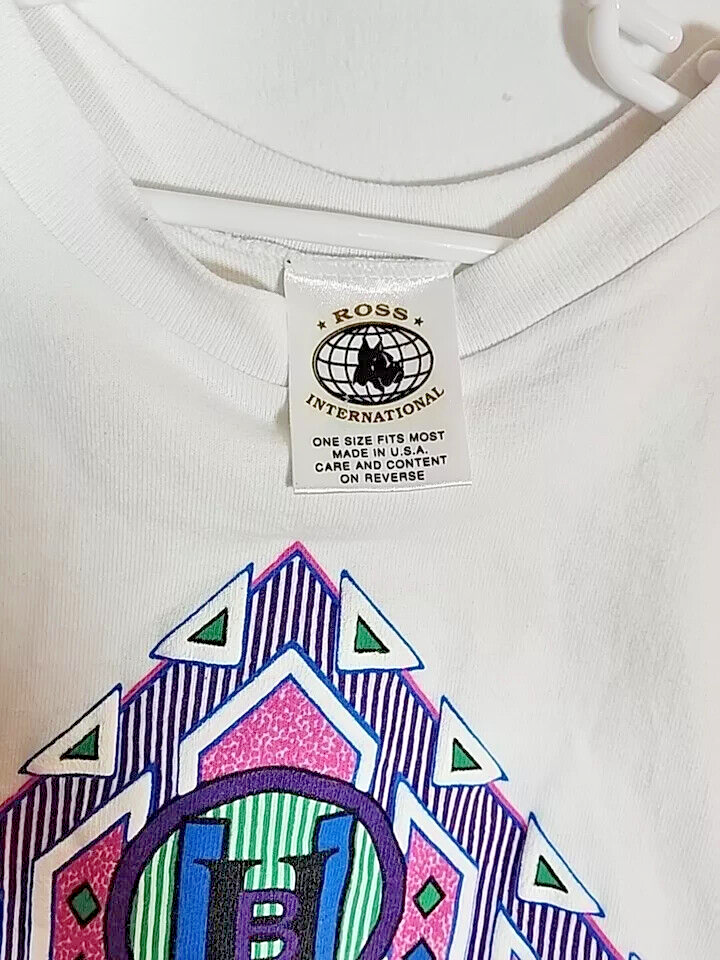 ROSS
INTERNATIONAL
ONE SIZE FITS MOST
MADE IN U.S.A.
CARE AND CONTENT
ON REVERSE
B